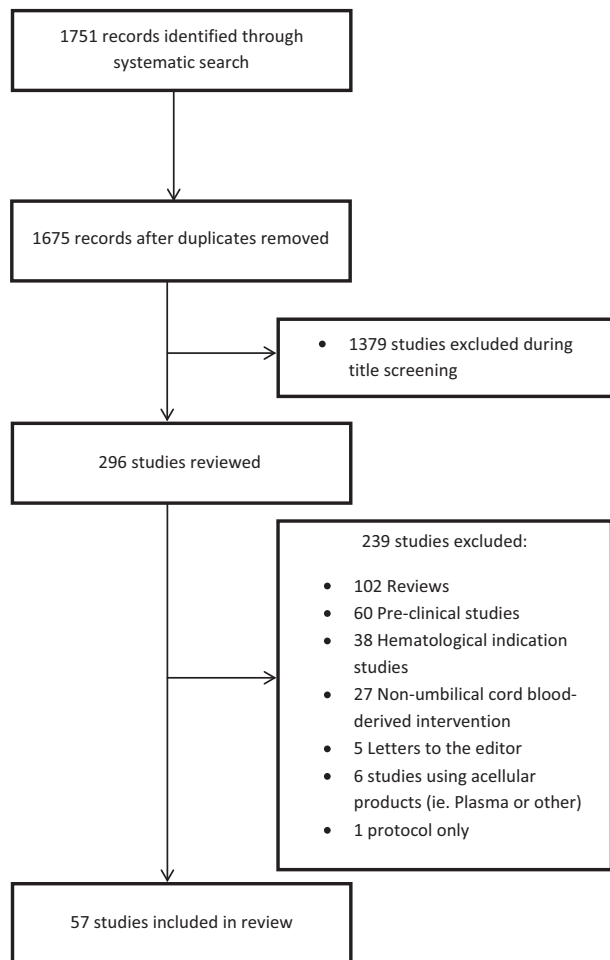 1751 records identified through
systematic search
1675 records after duplicates removed
• 1379 studies excluded during
title screening
296 studies reviewed
239 studies excluded:
• 102 Reviews
• 60 Pre-clinical studies
• 38 Hematological indication
studies
• 27 Non-umbilical cord blood-
derived intervention
• 5 Letters to the editor
• 6 studies using acellular
products (ie. Plasma or other)
• 1 protocol only
57 studies included in review